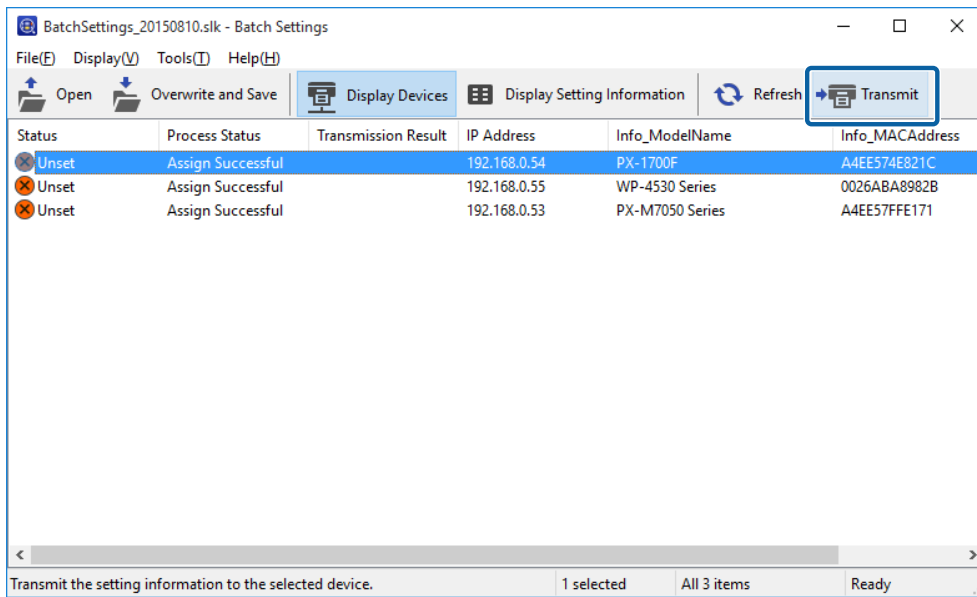 BatchSettings_20150810.slk - Batch Settings
File(F) Display(V) Tools(T) Help(H)
Open Overwrite and Save Display Devices Display Setting Information Refresh Transmit
Status Process Status Transmission Result IP Address Info_ModelName Info_MACAddress
Unset Assign Successful 192.168.0.54 PX-1700F A4EE574E821C
Unset Assign Successful 192.168.0.55 WP-4530 Series 0026ABA8982B
Unset Assign Successful 192.168.0.53 PX-M7050 Series A4EE57FFE171
Transmit the setting information to the selected device. 1 selected All 3 items Ready